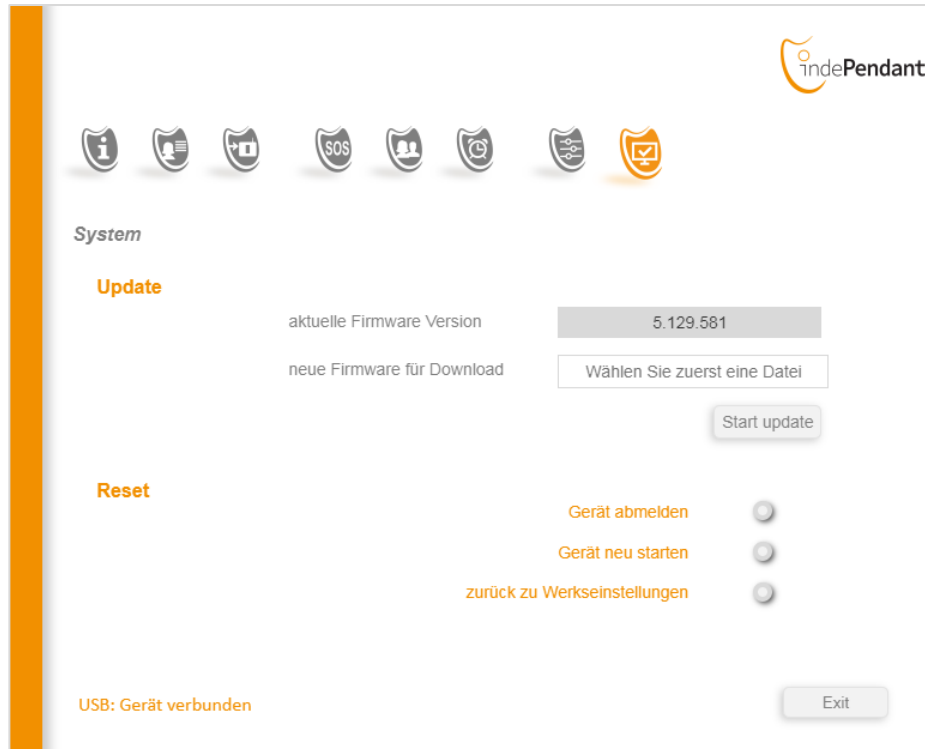 indePendant
SOS
System
Update
aktuelle Firmware Version
5.129.581
neue Firmware für Download
Wählen Sie zuerst eine Datei
Start update
Reset
Gerät abmelden
Gerät neu starten
zurück zu Werkseinstellungen
USB: Gerät verbunden
Exit